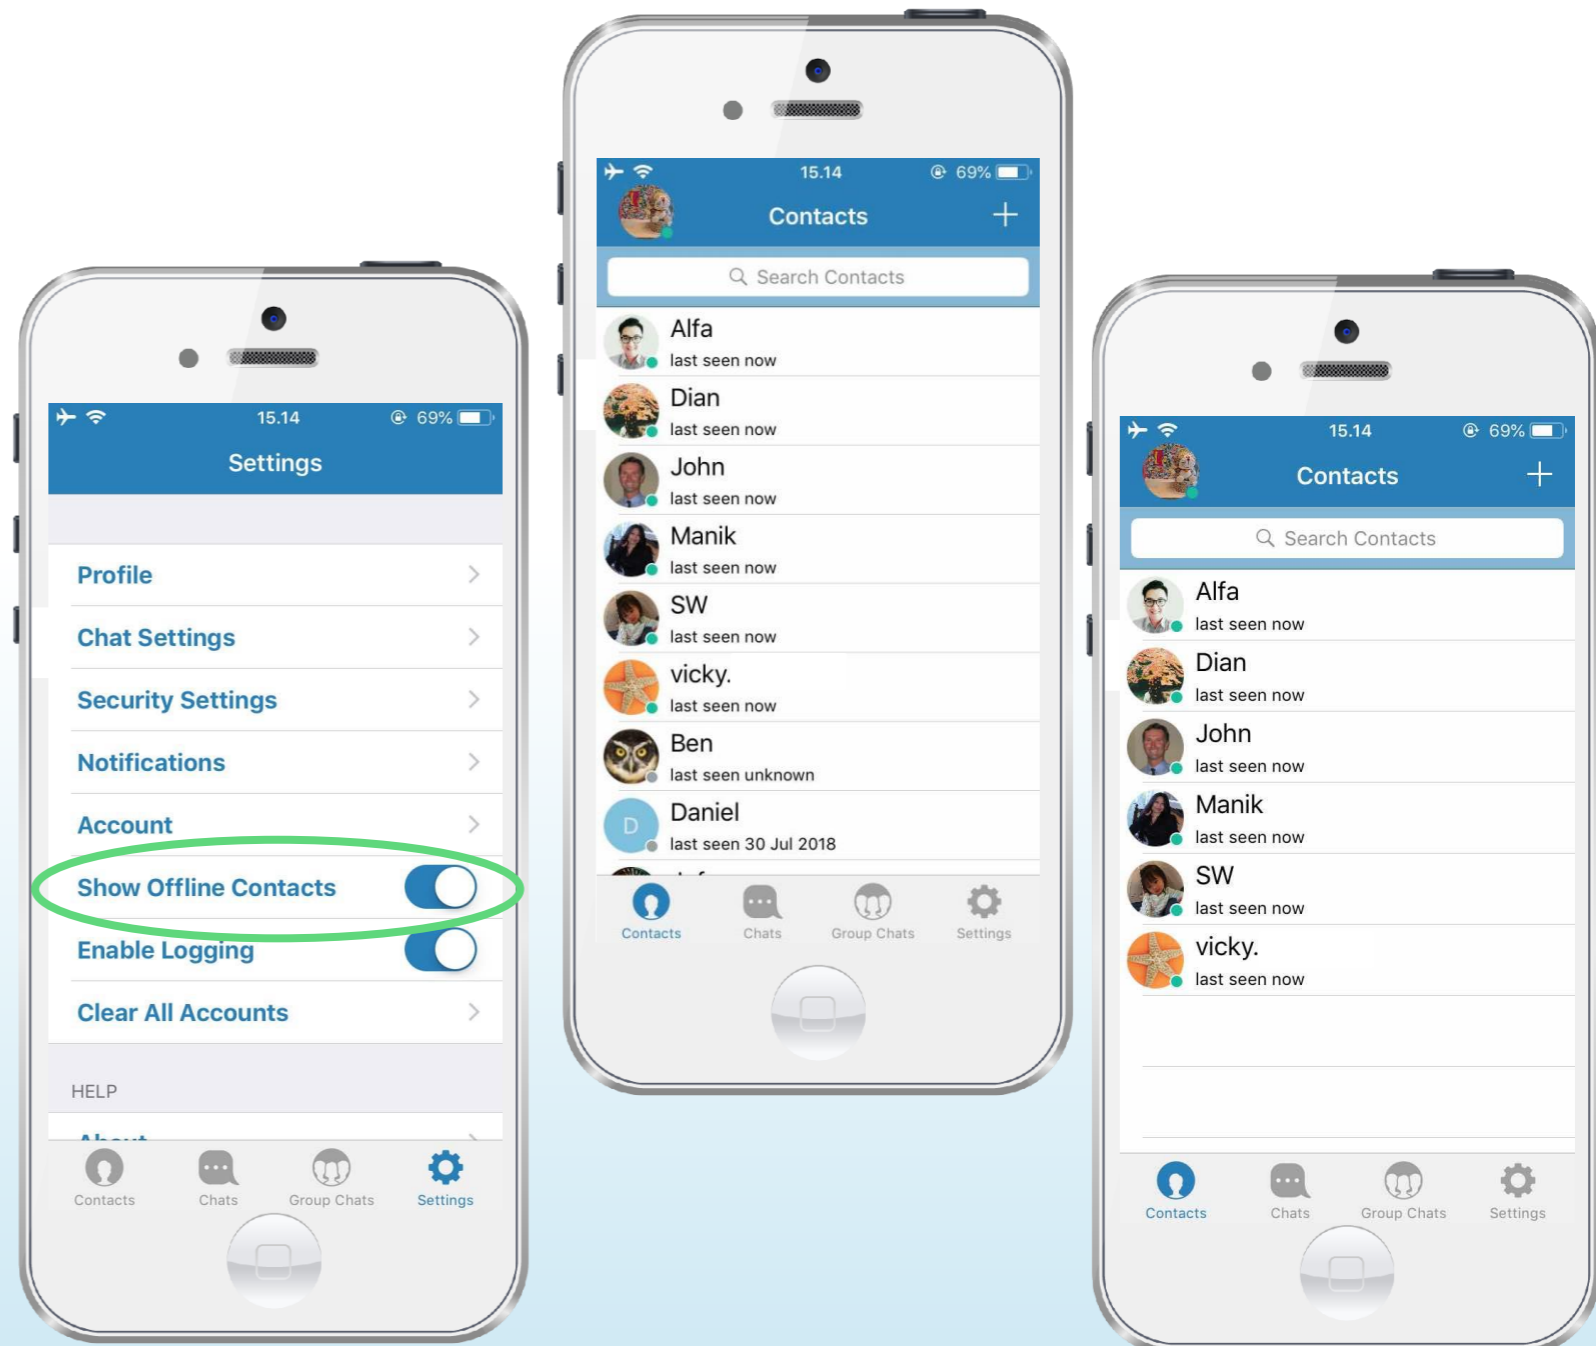 15.14
69%
Settings
Profile
Chat Settings
Security Settings
Notifications
Account
Show Offline Contacts
Enable Logging
Clear All Accounts
HELP
About
Contacts Chats Group Chats Settings
15.14
69%
Contacts
Search Contacts
Alfa
last seen now
Dian
last seen now
John
last seen now
Manik
last seen now
SW
last seen now
vicky.
last seen now
Ben
last seen unknown
D
Daniel
last seen 30 Jul 2018
Contacts Chats Group Chats Settings
15.14
69%
Contacts
Search Contacts
Alfa
last seen now
Dian
last seen now
John
last seen now
Manik
last seen now
SW
last seen now
vicky.
last seen now
Contacts Chats Group Chats Settings